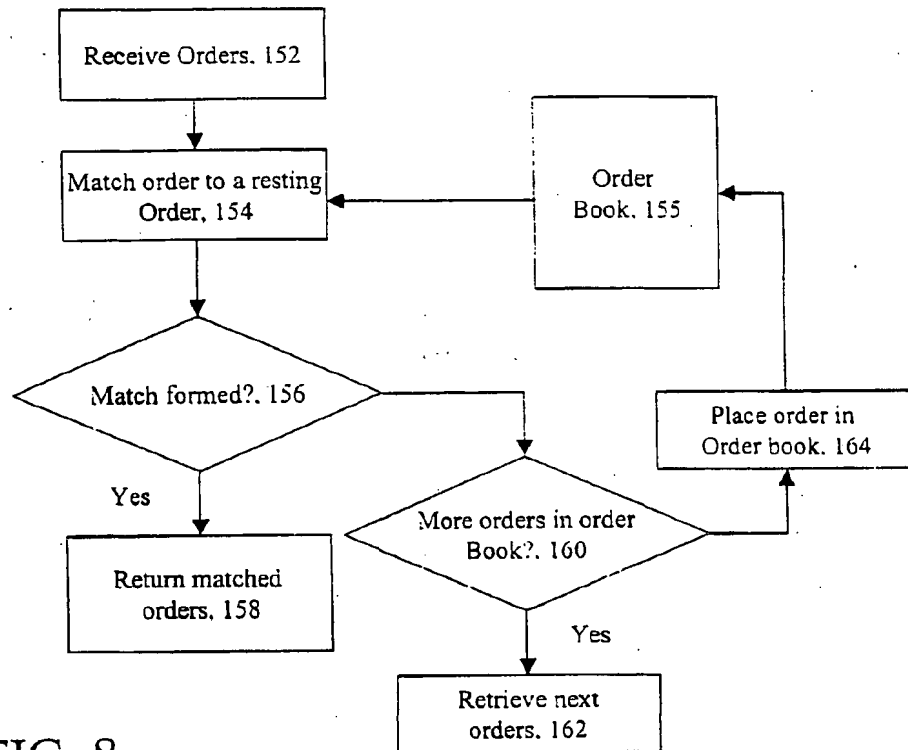 Receive Orders. 152
Match order to a resting
Order, 154
Order
Book. 155
Match formed?. 156
Place order in
Order book. 164
Yes
More orders in order
Book?. 160
Return matched
orders, 158
Yes
Retrieve next
orders. 162
FIG. 8